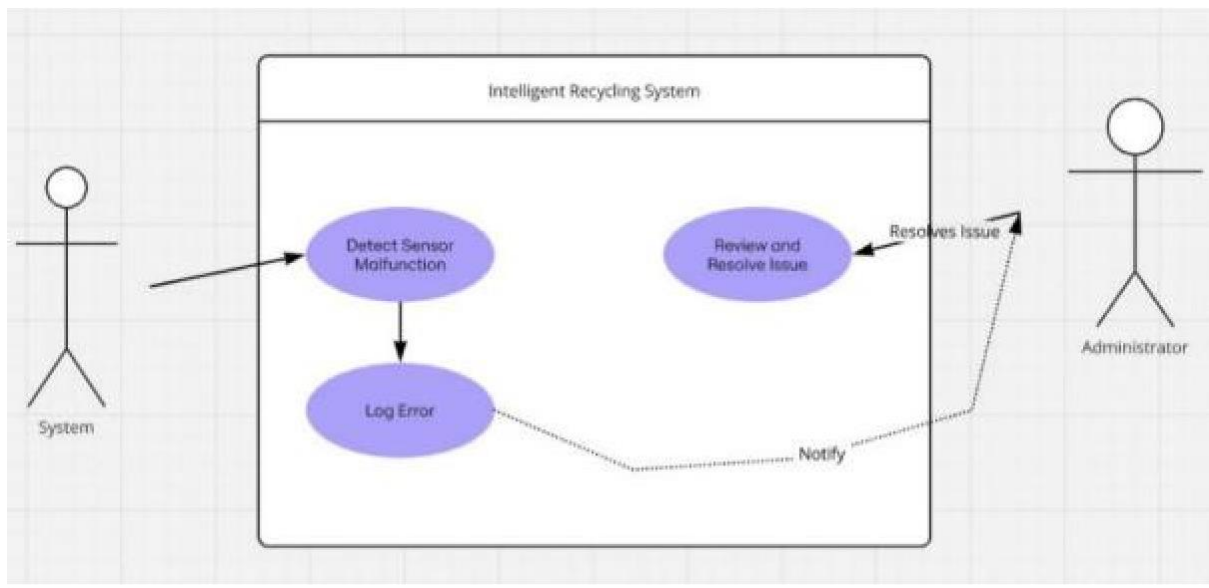 Intelligent Recycling System
Detect Sensor
Malfunction
Review and
Resolve Issue
Resolves Issue
Log Error
Notify
System
Administrator